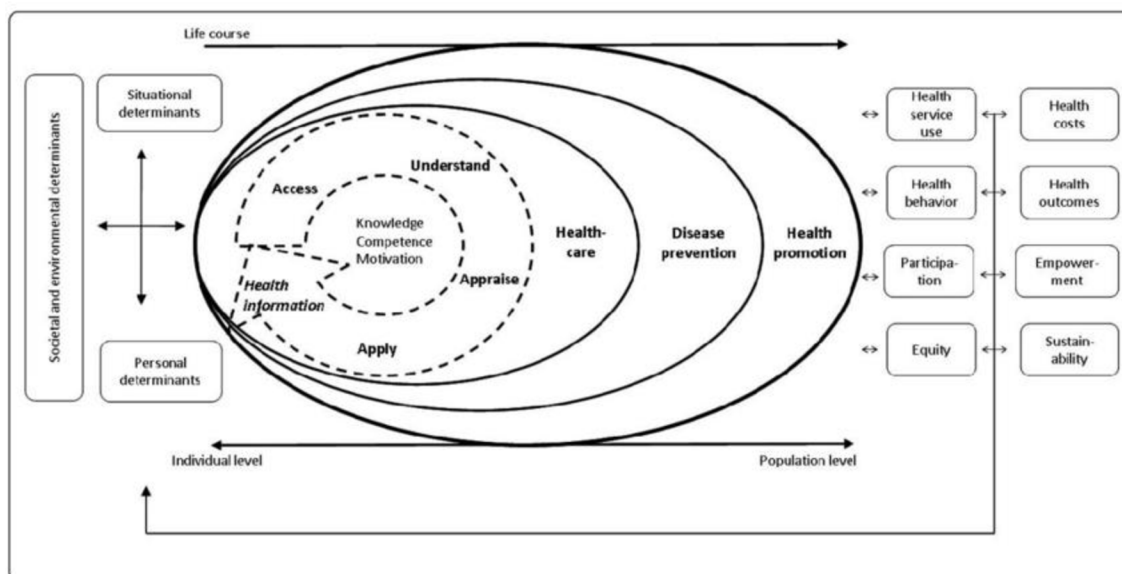 Life course
Societal and environmental determinants
Situational
determinants
Personal
determinants
Access
Understand
Knowledge
Competence
Motivation
Health
information
Appraise
Apply
Health-
care
Disease
prevention
Health
promotion
Individual level
Population level
Health
service
use
Health
costs
Health
behavior
Health
outcomes
Participa-
tion
Empower-
ment
Equity
Sustain-
ability